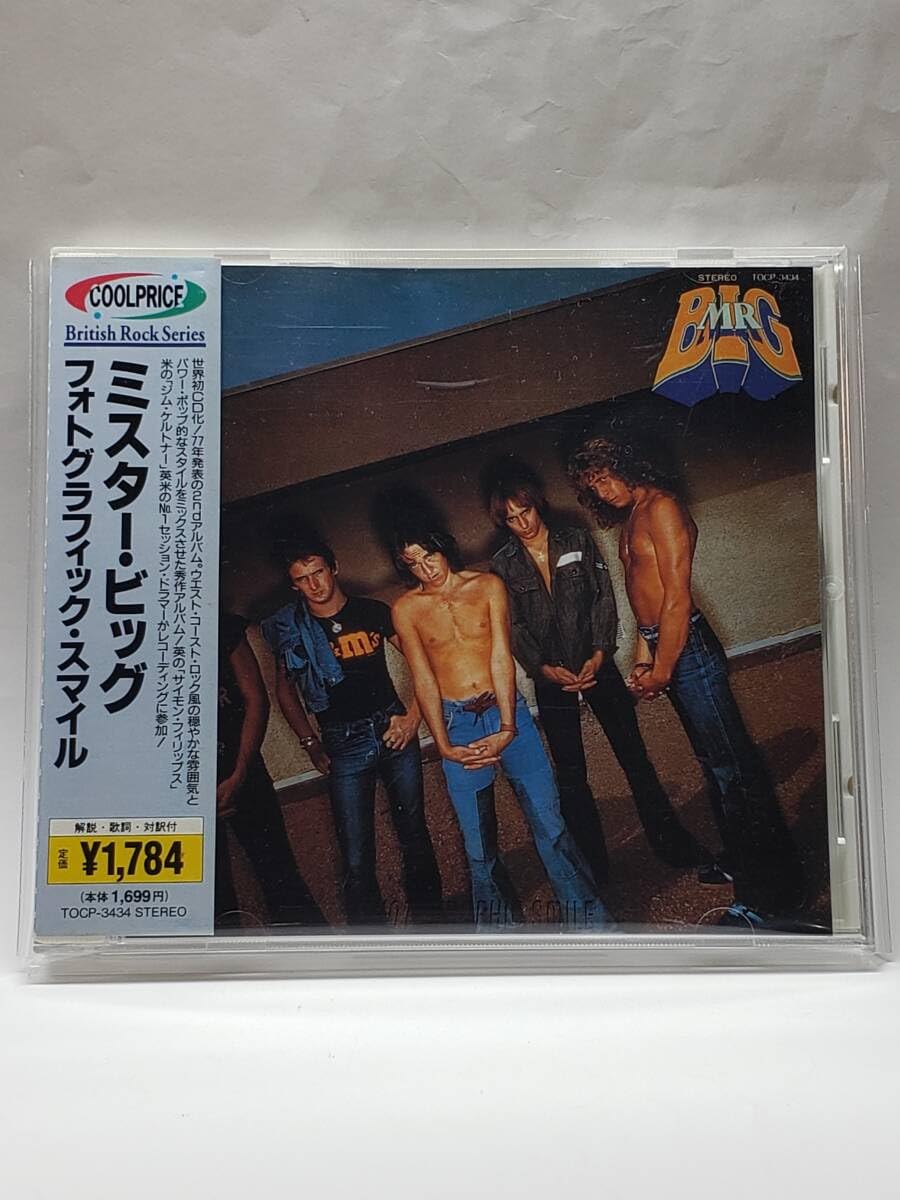 COOLPRICE
British Rock Series
ミスター・ビッグ
フォトグラフィック・スマイル
世界初CD化!77年発表の2ndアルバム。ウエスト・コースト・ロック風の穏やかな雰囲気と
パワー・ポップ的なスタイルをミックスさせた秀作アルバム!英の「サイモン・フィリップス」
米の「ジム・ケルトナー」英米の№1セッション・ドラマーがレコーディングに参加!
解説・歌詞・対訳付
定価 ¥1,784
(本体 1,699円)
TOCP-3434 STEREO
STEREO TOCP-3434
MR
BIG
&m's
SMILE